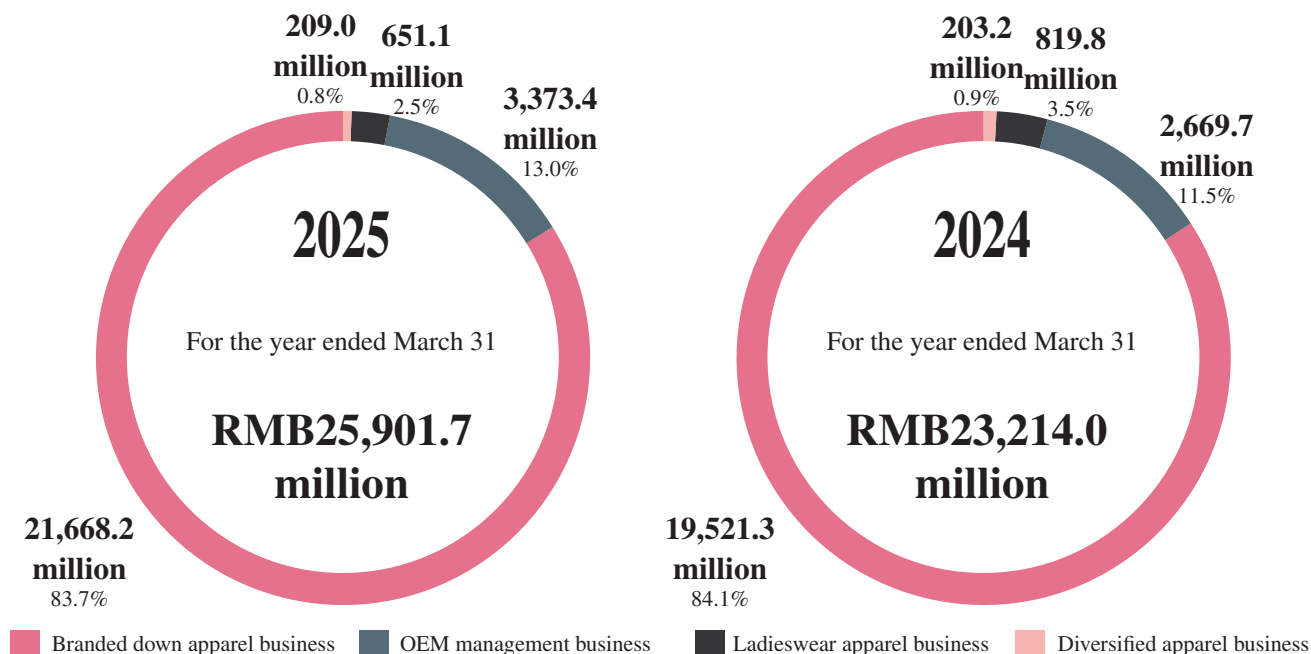 209.0
million
0.8%
651.1
million
2.5%
3,373.4
million
13.0%
2025
For the year ended March 31
RMB25,901.7
million
21,668.2
million
83.7%
203.2
million
0.9%
819.8
million
3.5%
2,669.7
million
11.5%
2024
For the year ended March 31
RMB23,214.0
million
19,521.3
million
84.1%
Branded down apparel business
OEM management business
Ladieswear apparel business
Diversified apparel business